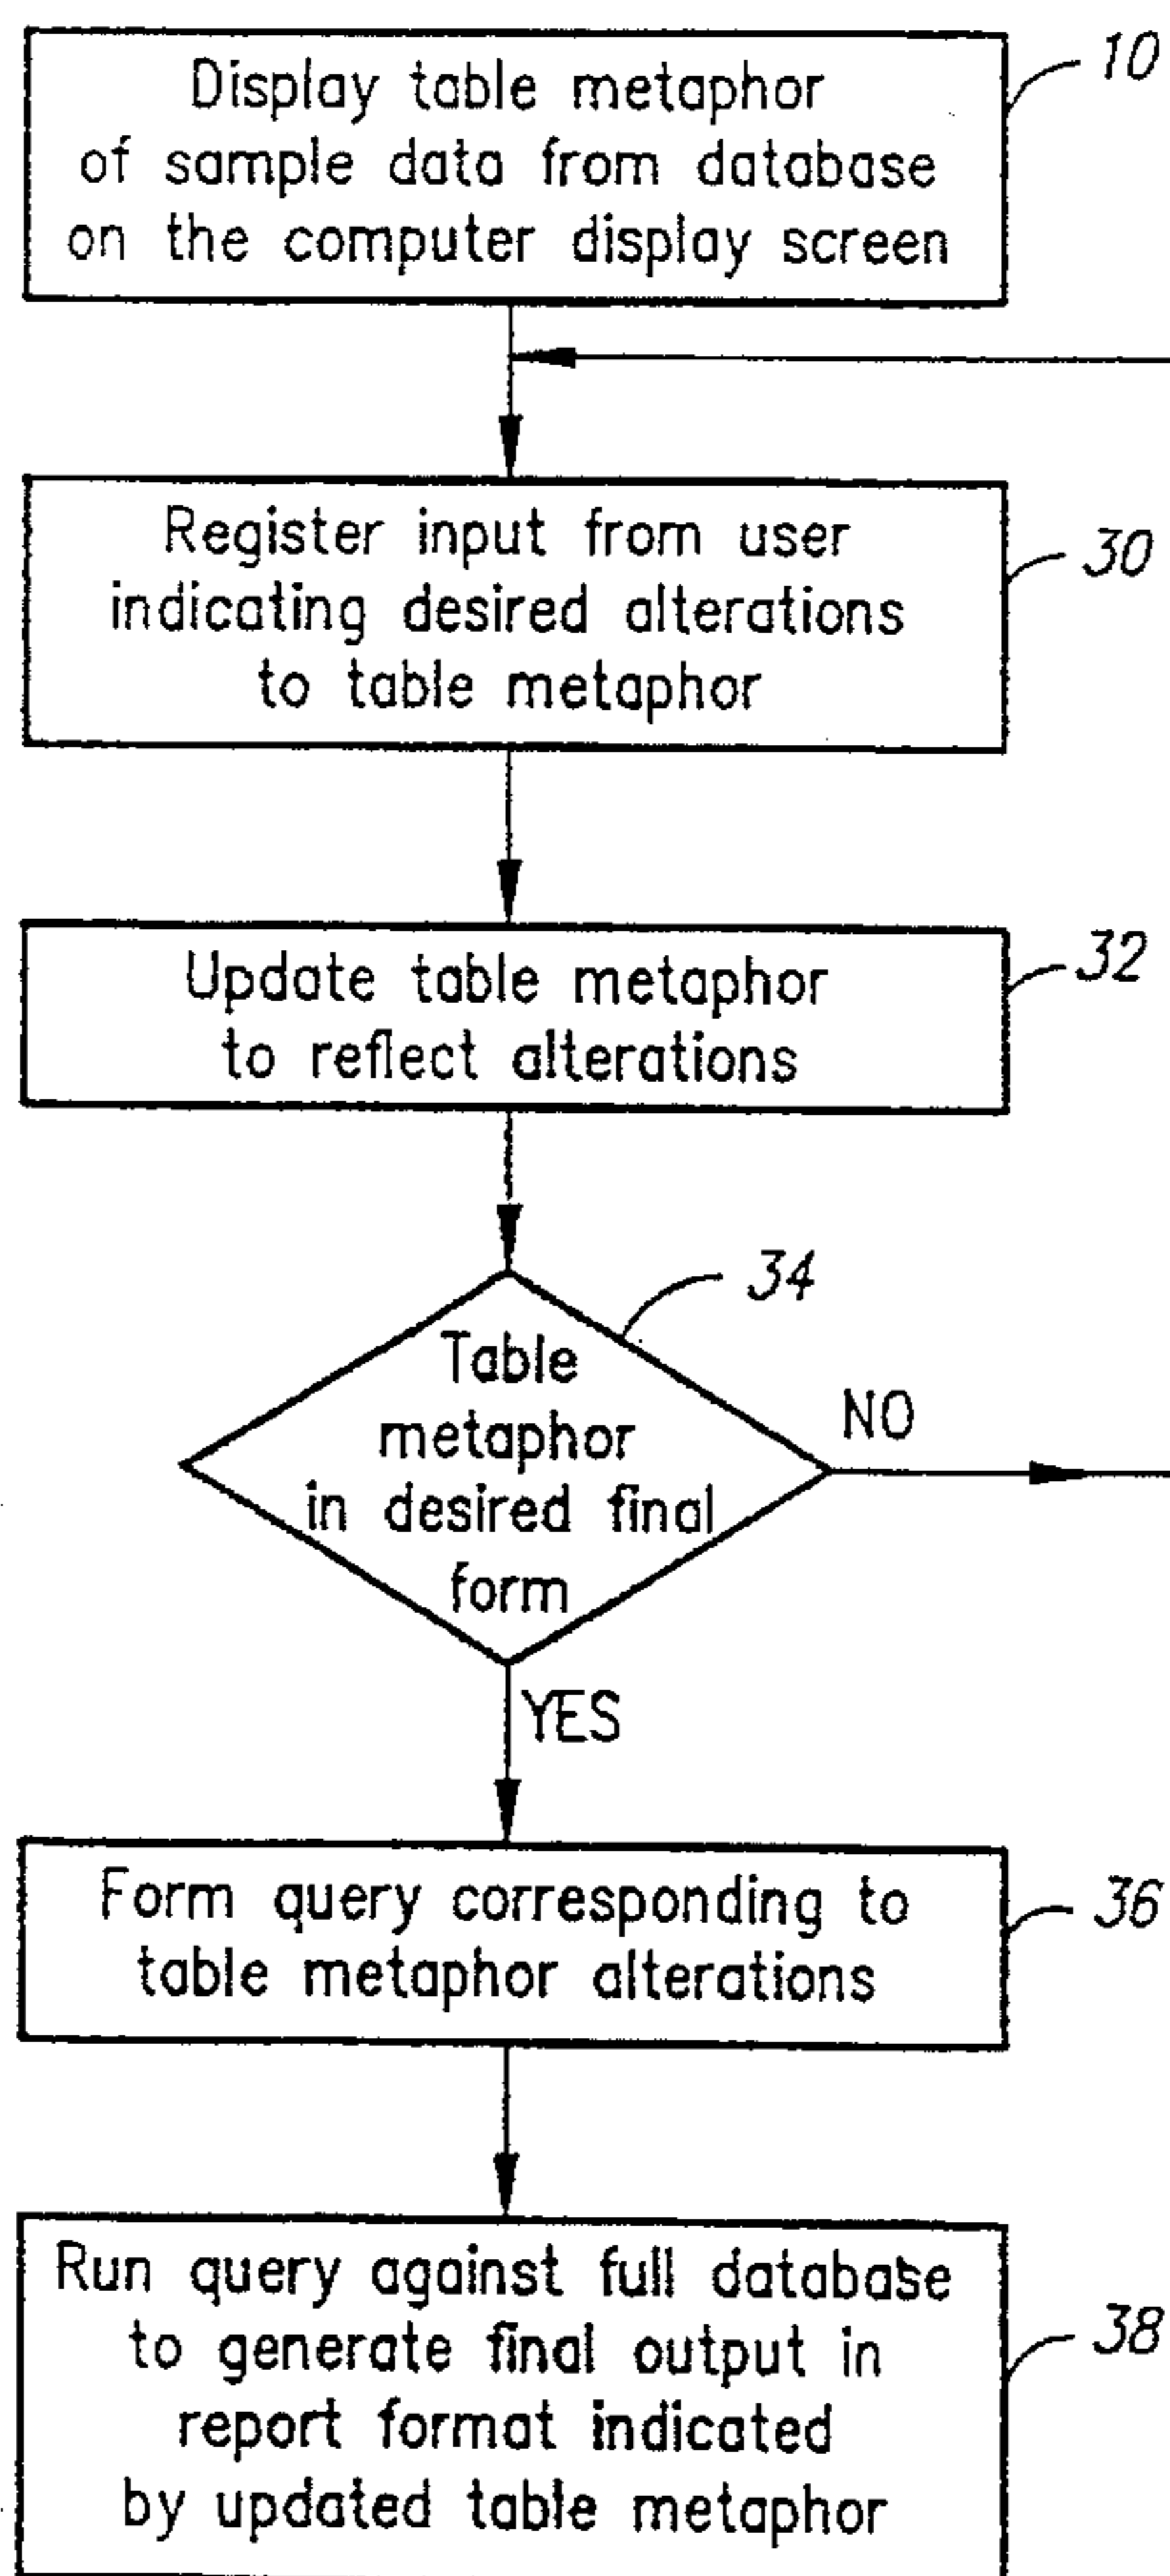 Display table metaphor
of sample data from database
on the computer display screen
10
Register input from user
indicating desired alterations
to table metaphor
30
Update table metaphor
to reflect alterations
32
34
Table
metaphor
in desired final
form
NO
YES
Form query corresponding to
table metaphor alterations
36
Run query against full database
to generate final output in
report format indicated
by updated table metaphor
38